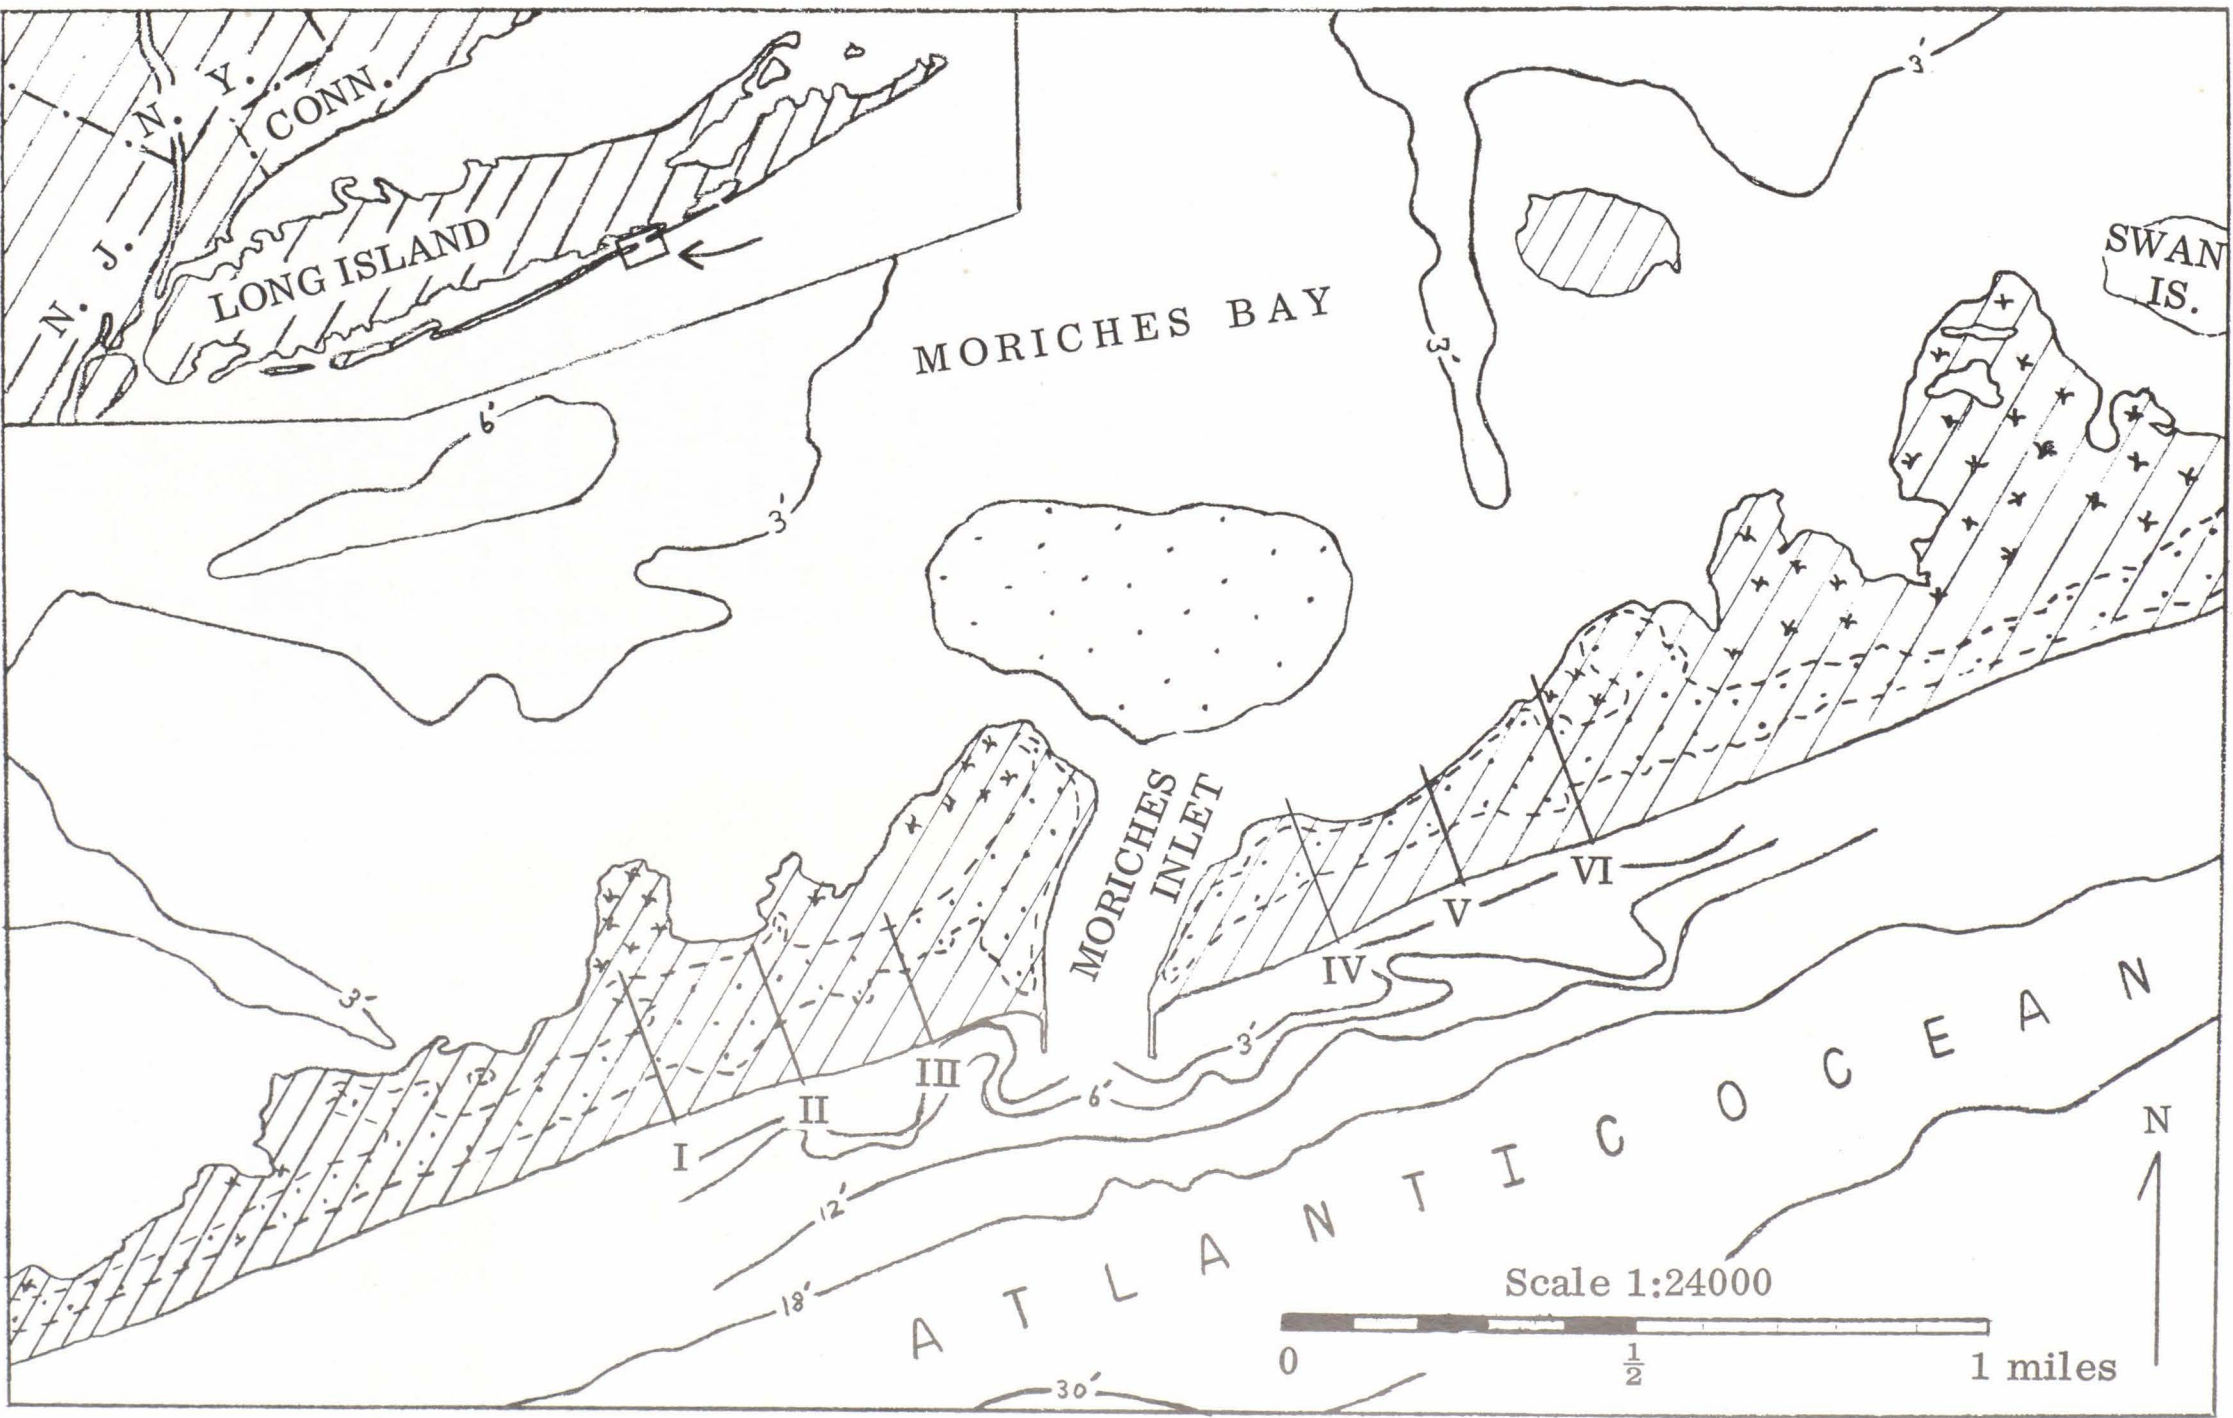 N. Y.
CONN.
N. J.
LONG ISLAND
3'
SWAN
IS.
MORICHES BAY
3'
6'
3'
MORICHES
INLET
3'
VI
V
IV
III
II
I
3'
6'
12'
18'
30'
ATLANTIC OCEAN
N
Scale 1:24000
0 1/2 1 miles